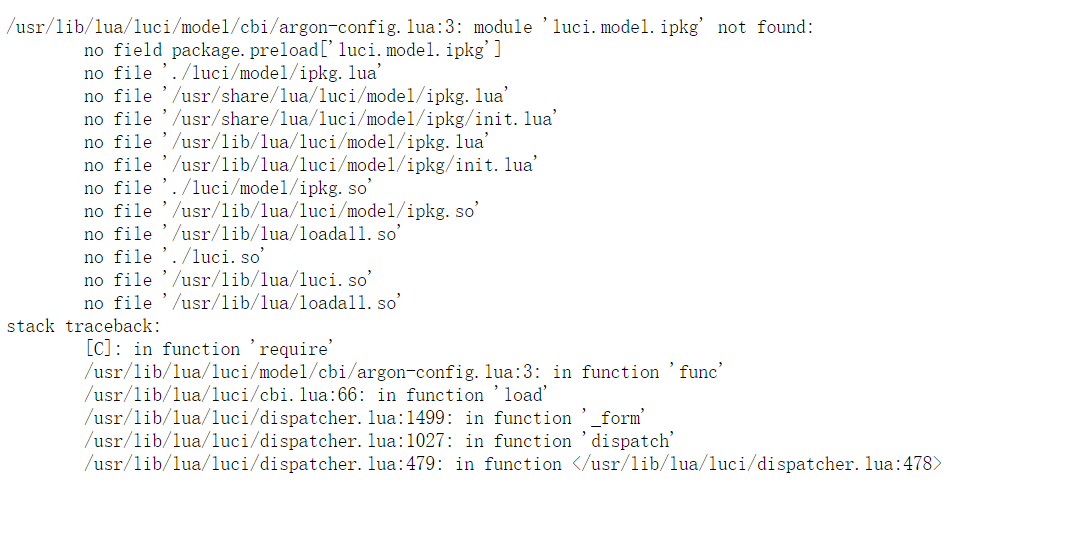 /usr/lib/lua/luci/model/cbi/argon-config.lua:3: module 'luci.model.ipkg' not found:
no field package.preload['luci.model.ipkg']
no file './luci/model/ipkg.lua'
no file '/usr/share/lua/luci/model/ipkg.lua'
no file '/usr/share/lua/luci/model/ipkg/init.lua'
no file '/usr/lib/lua/luci/model/ipkg.lua'
no file '/usr/lib/lua/luci/model/ipkg/init.lua'
no file './luci/model/ipkg.so'
no file '/usr/lib/lua/luci/model/ipkg.so'
no file '/usr/lib/lua/loadall.so'
no file './luci.so'
no file '/usr/lib/lua/luci.so'
no file '/usr/lib/lua/loadall.so'
stack traceback:
[C]: in function 'require'
/usr/lib/lua/luci/model/cbi/argon-config.lua:3: in function 'func'
/usr/lib/lua/luci/cbi.lua:66: in function 'load'
/usr/lib/lua/luci/dispatcher.lua:1499: in function '_form'
/usr/lib/lua/luci/dispatcher.lua:1027: in function 'dispatch'
/usr/lib/lua/luci/dispatcher.lua:479: in function </usr/lib/lua/luci/dispatcher.lua:478>